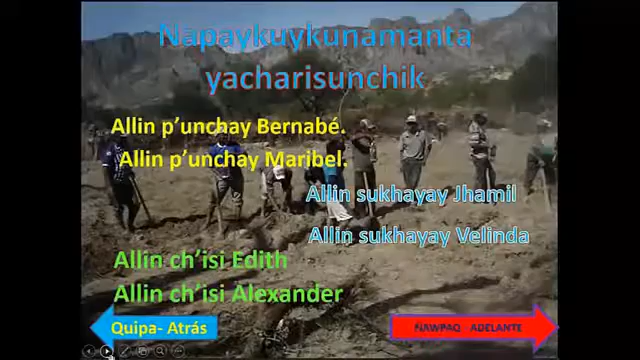 Napaykuykunamanta
yacharisunchik
Allin p’unchay Bernabé.
Allin p’unchay Maribel.
Allin sukhayay Jhamil
Allin sukhayay Velinda
Allin ch’isi Edith
Allin ch’isi Alexander
Quipa- Atrás
ÑAWPAQ - ADELANTE